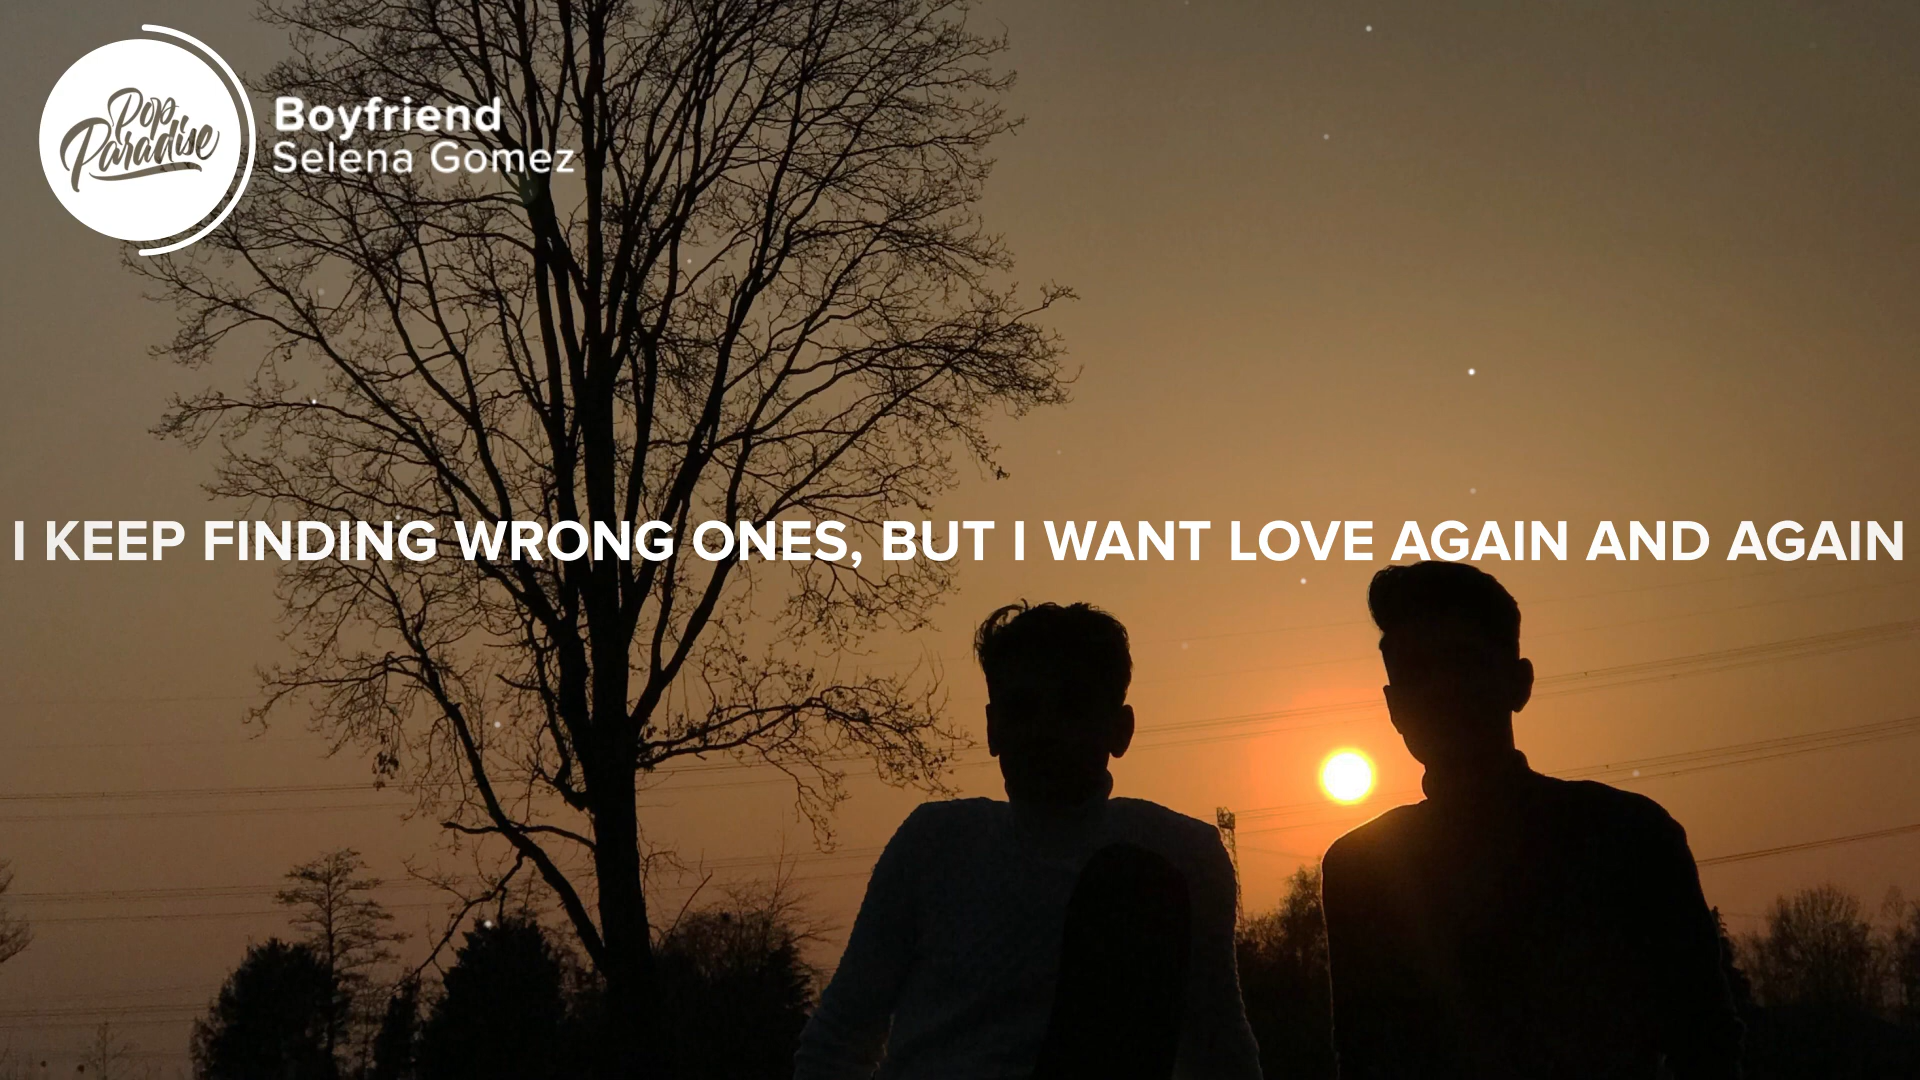 Pop
Paradise
Boyfriend
Selena Gomez
I KEEP FINDING WRONG ONES, BUT I WANT LOVE AGAIN AND AGAIN